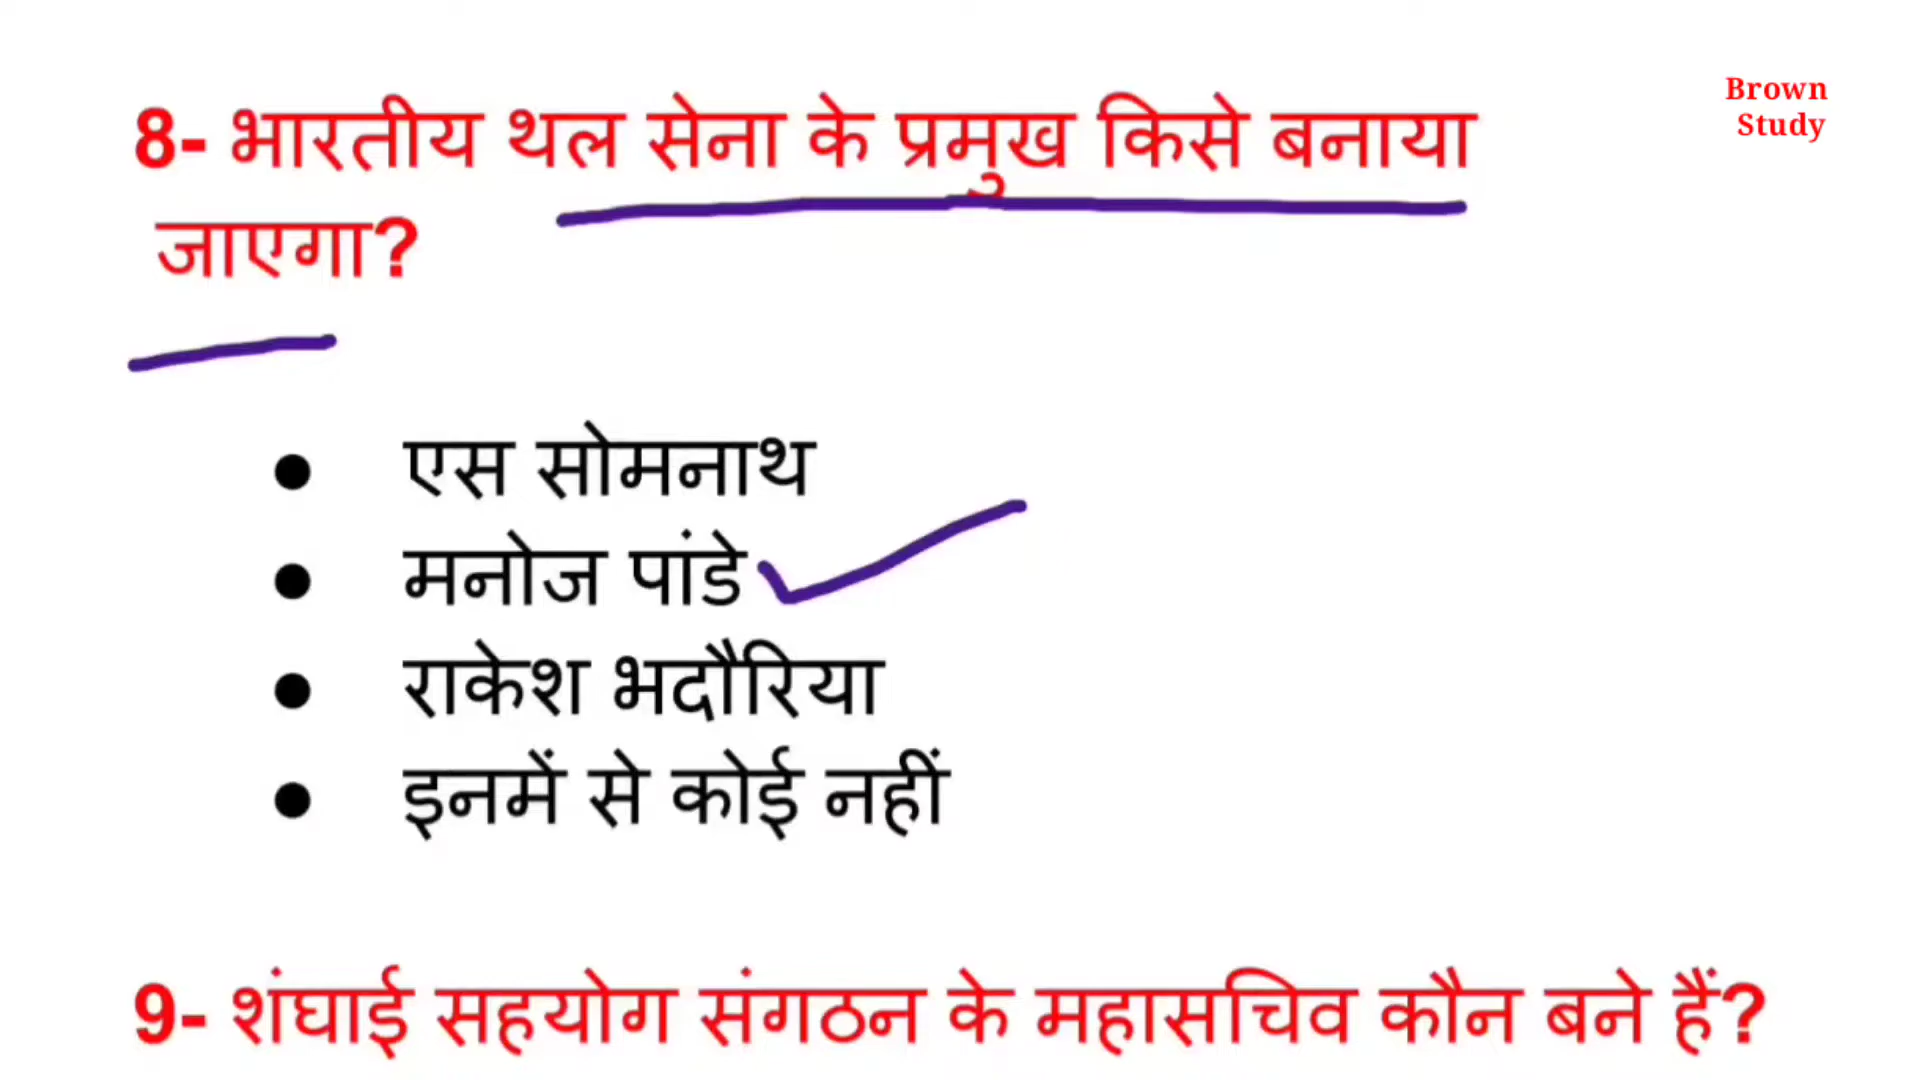 Brown
Study
8- भारतीय थल सेना के प्रमुख किसे बनाया
जाएगा?
● एस सोमनाथ
● मनोज पांडे
● राकेश भदौरिया
● इनमें से कोई नहीं
9- शंघाई सहयोग संगठन के महासचिव कौन बने हैं?